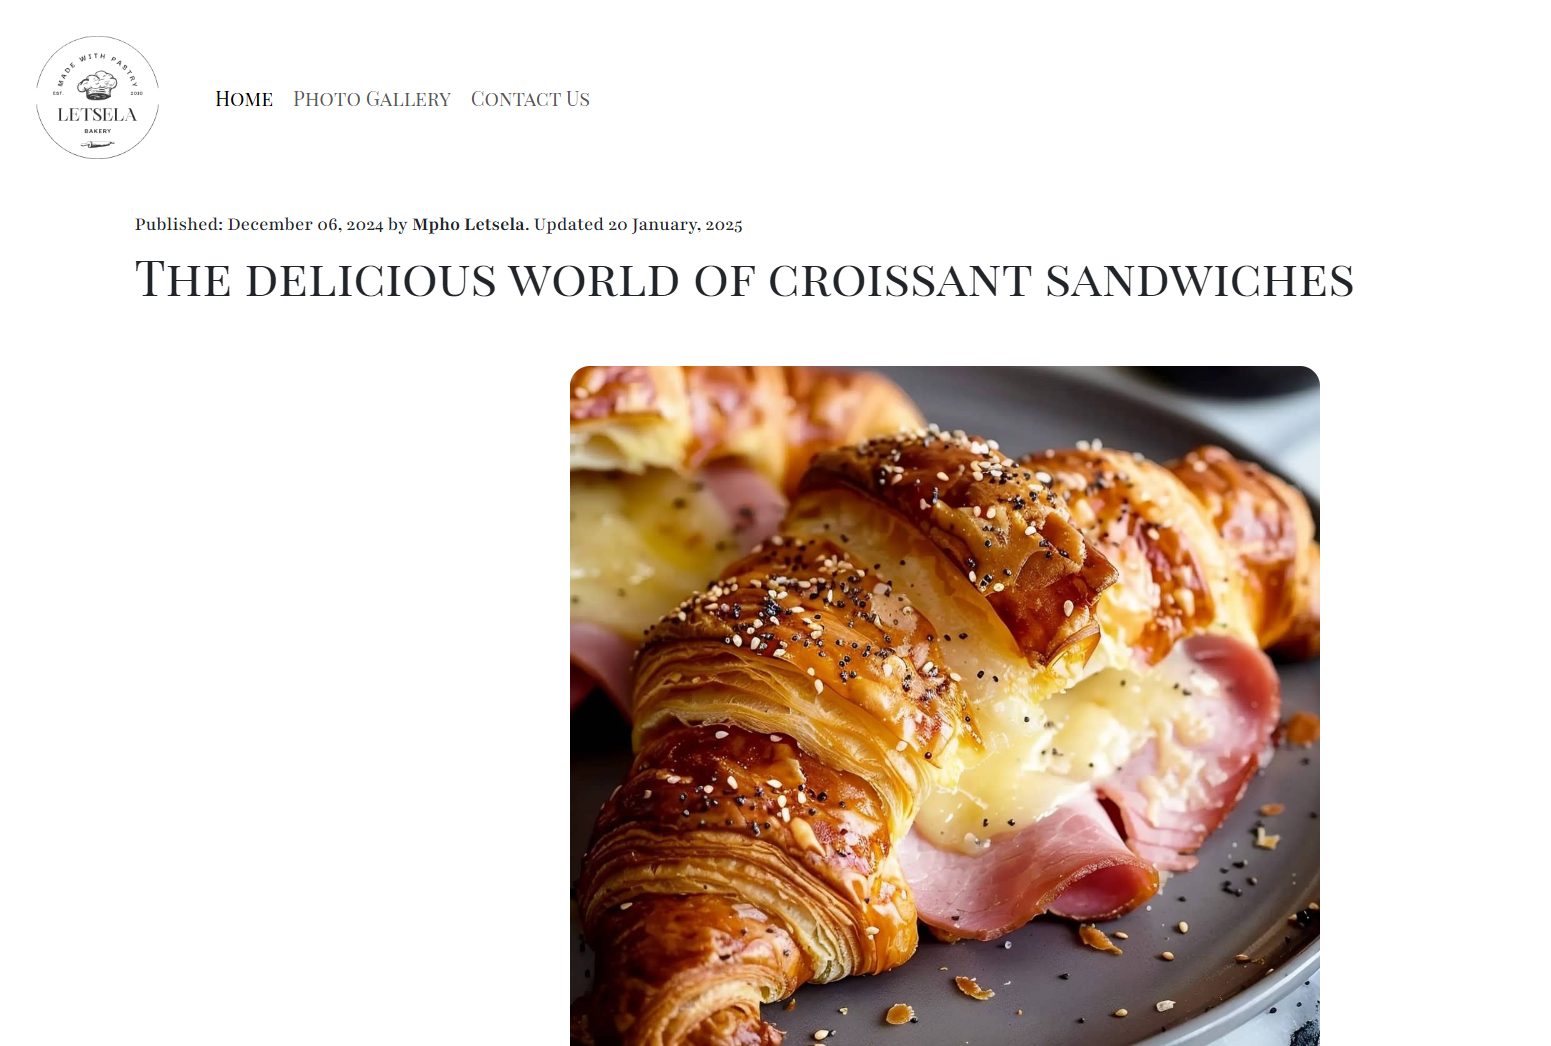 MADE WITH PASTRY
EST. 2010
LETSELA
BAKERY
Home Photo Gallery Contact Us
Published: December 06, 2024 by Mpho Letsela. Updated 20 January, 2025
The delicious world of croissant sandwiches